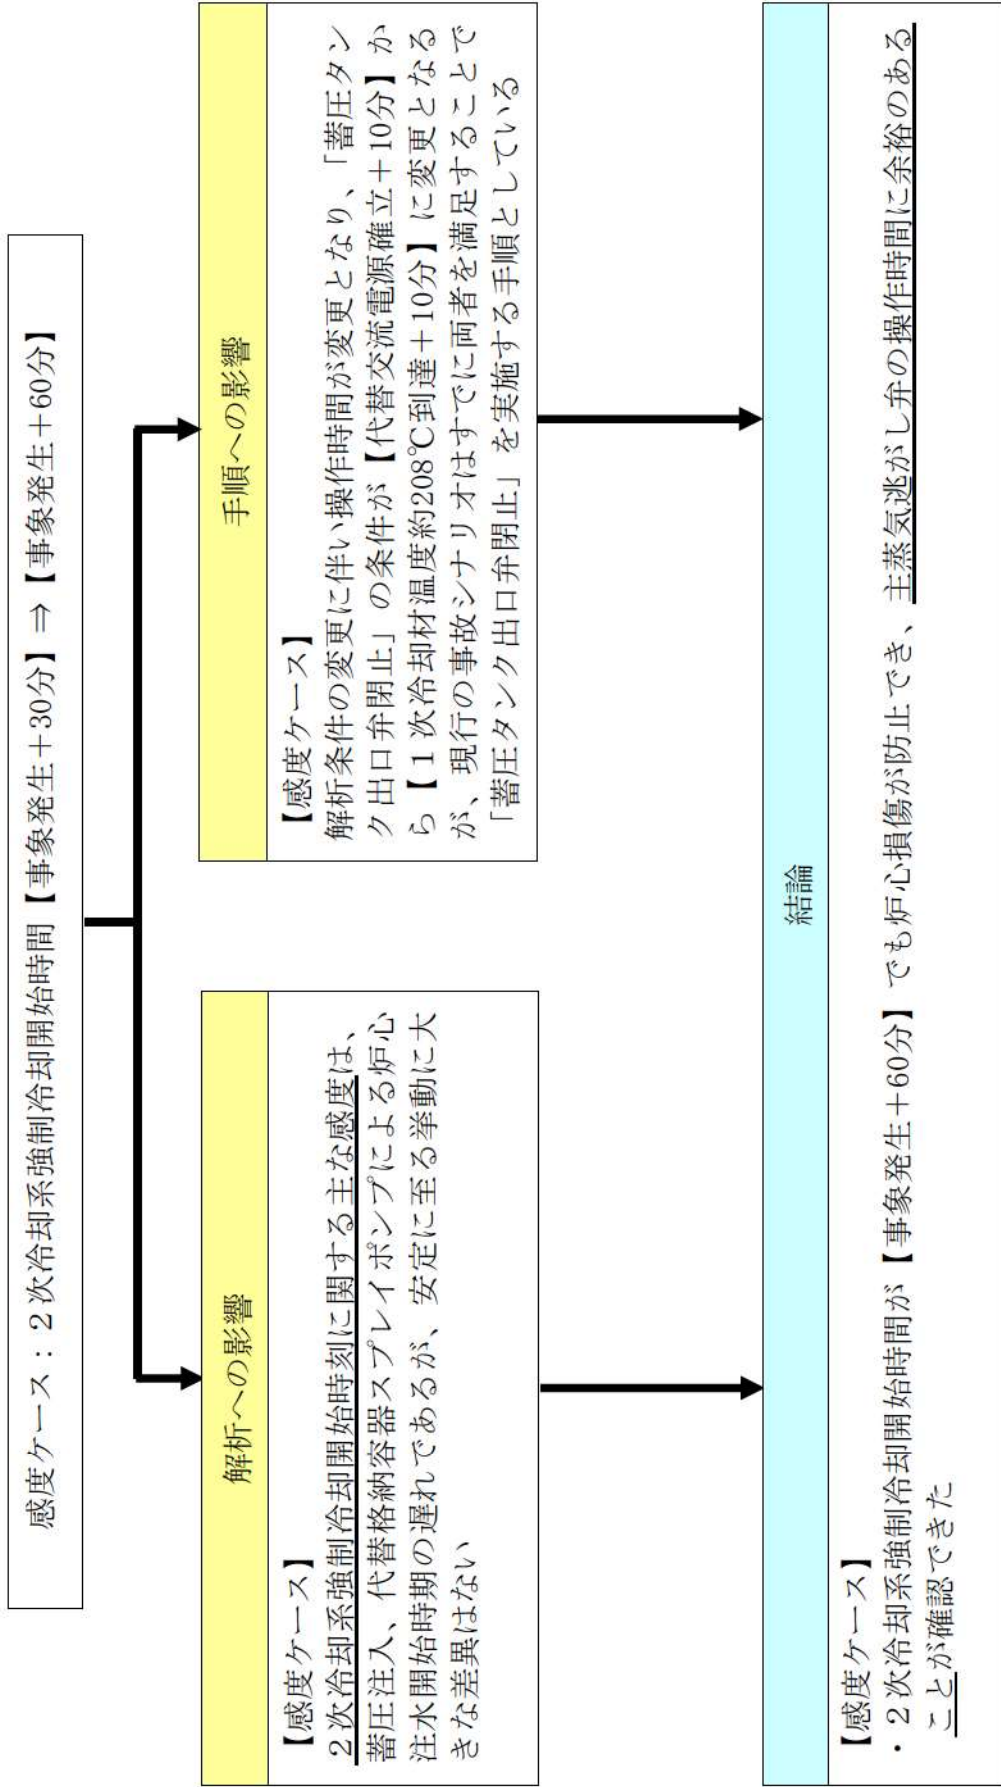 感度ケース：２次冷却系強制冷却開始時間【事象発生＋30分】⇒【事象発生＋60分】
解析への影響
【感度ケース】
２次冷却系強制冷却開始時刻に関する主な感度は、
蓄圧注入、代替格納容器スプレイポンプによる炉心
注水開始時期の遅れであるが、安定に至る挙動に大
きな差異はない
手順への影響
【感度ケース】
解析条件の変更に伴い操作時間が変更となり、「蓄圧タン
ク出口弁閉止」の条件が【代替交流電源確立＋10分】か
ら【１次冷却材温度約208℃到達＋10分】に変更となる
が、現行の事故シナリオはすでに両者を満足することで
「蓄圧タンク出口弁閉止」を実施する手順としている
結論
【感度ケース】
・２次冷却系強制冷却開始時間が【事象発生＋60分】でも炉心損傷が防止でき、主蒸気逃がし弁の操作時間に余裕のある
ことが確認できた